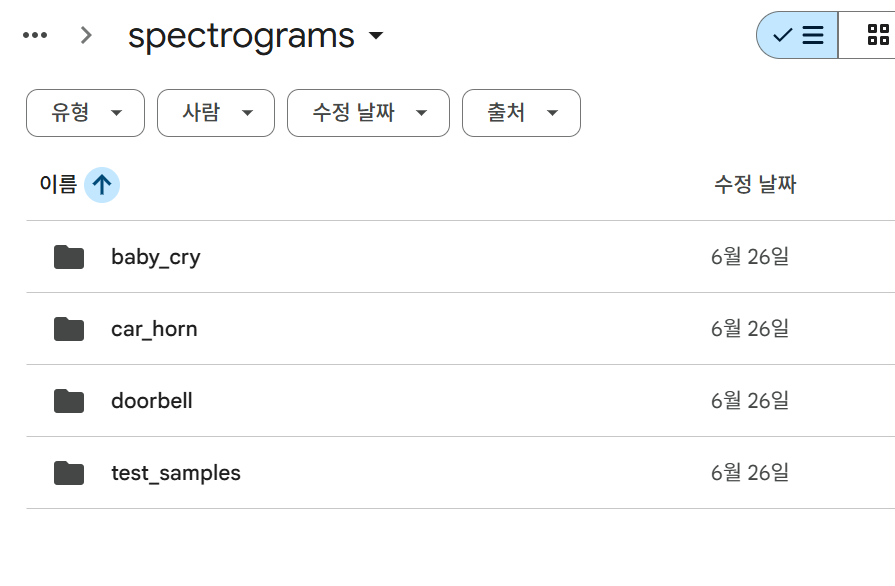 ... > spectrograms
유형 사람 수정 날짜 출처
이름 수정 날짜
baby_cry 6월 26일
car_horn 6월 26일
doorbell 6월 26일
test_samples 6월 26일